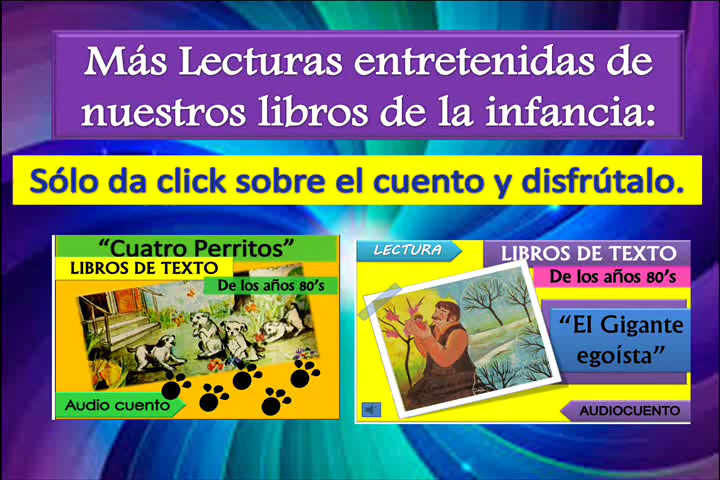 Más Lecturas entretenidas de
nuestros libros de la infancia:
Sólo da click sobre el cuento y disfrútalo.
“Cuatro Perritos”
LIBROS DE TEXTO
De los años 80’s
Audio cuento
LECTURA
LIBROS DE TEXTO
De los años 80’s
“El Gigante
egoísta”
AUDIOCUENTO